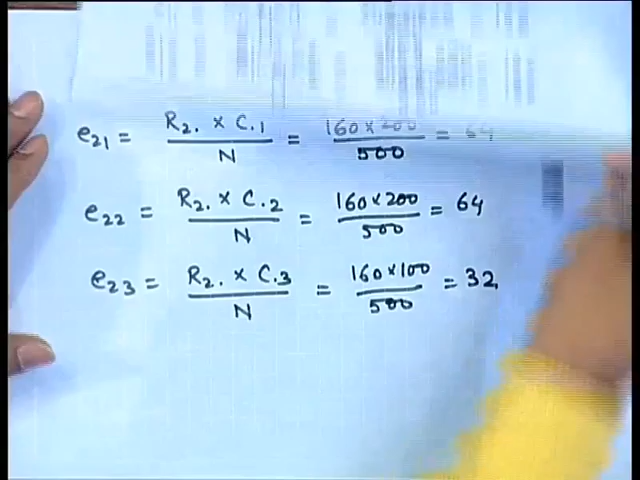 e₂₁ = R₂. × C.₁ / N = 160×200 / 500 = 64
e₂₂ = R₂. × C.₂ / N = 160×200 / 500 = 64
e₂₃ = R₂. × C.₃ / N = 160×100 / 500 = 32